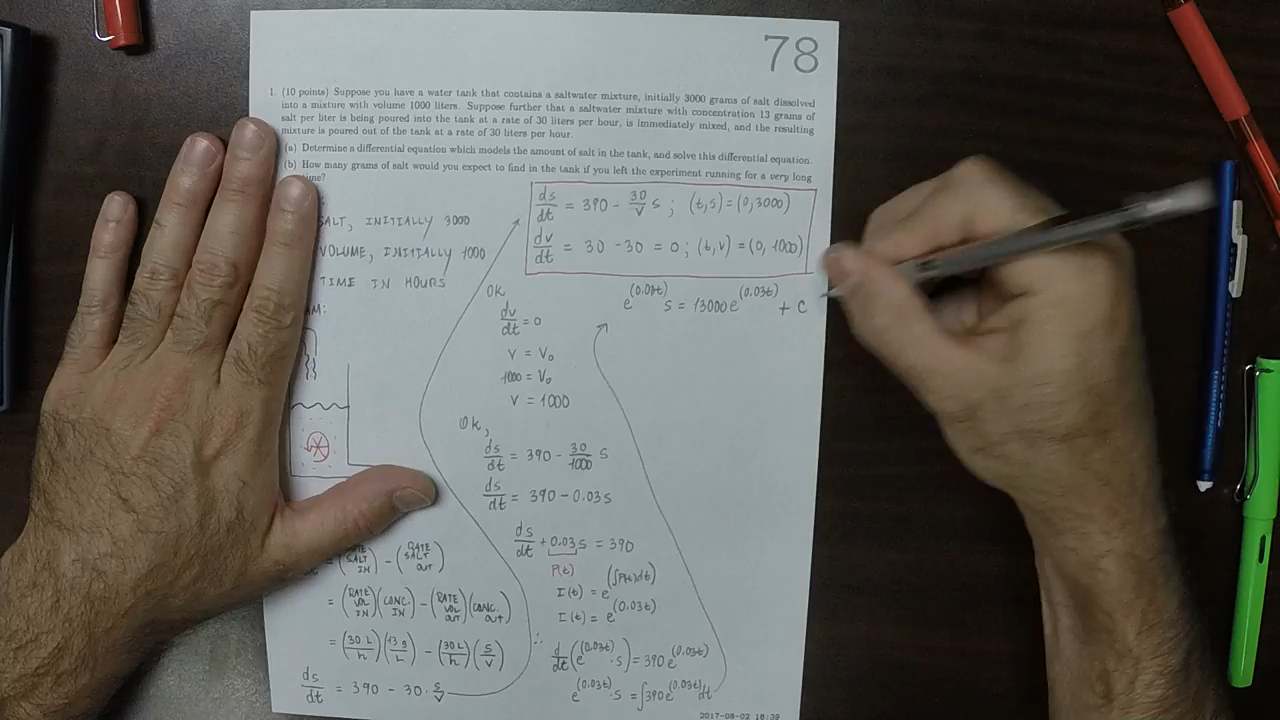 78
1. (10 points) Suppose you have a water tank that contains a saltwater mixture, initially 3000 grams of salt dissolved
into a mixture with volume 1000 liters. Suppose further that a saltwater mixture with concentration 13 grams of
salt per liter is being poured into the tank at a rate of 30 liters per hour, is immediately mixed, and the resulting
mixture is poured out of the tank at a rate of 30 liters per hour.
(a) Determine a differential equation which models the amount of salt in the tank, and solve this differential equation.
(b) How many grams of salt would you expect to find in the tank if you left the experiment running for a very long
time?
SALT, INITIALLY 3000
VOLUME, INITIALLY 1000
TIME IN HOURS
= (RATE SALT IN) - (RATE SALT OUT)
= (RATE VOL IN)(CONC. IN) - (RATE VOL OUT)(CONC. OUT)
= (30 L/h)(13 g/L) - (30 L/h)(s/v)
ds/dt = 390 - 30 · s/v
ds/dt = 390 - 30/v s ; (t,s) = (0,3000)
dv/dt = 30 - 30 = 0 ; (t,v) = (0,1000)
OK
dv/dt = 0
v = v₀
1000 = v₀
v = 1000
Ok,
ds/dt = 390 - 30/1000 s
ds/dt = 390 - 0.03s
ds/dt + 0.03s = 390
P(t)
I(t) = e^(∫P(t)dt)
I(t) = e^(0.03t)
∴ d/dt(e^(0.03t) · s) = 390e^(0.03t)
e^(0.03t) · s = ∫390e^(0.03t)dt
e^(0.03t) s = 13000e^(0.03t) + c
2017-08-02 18:39